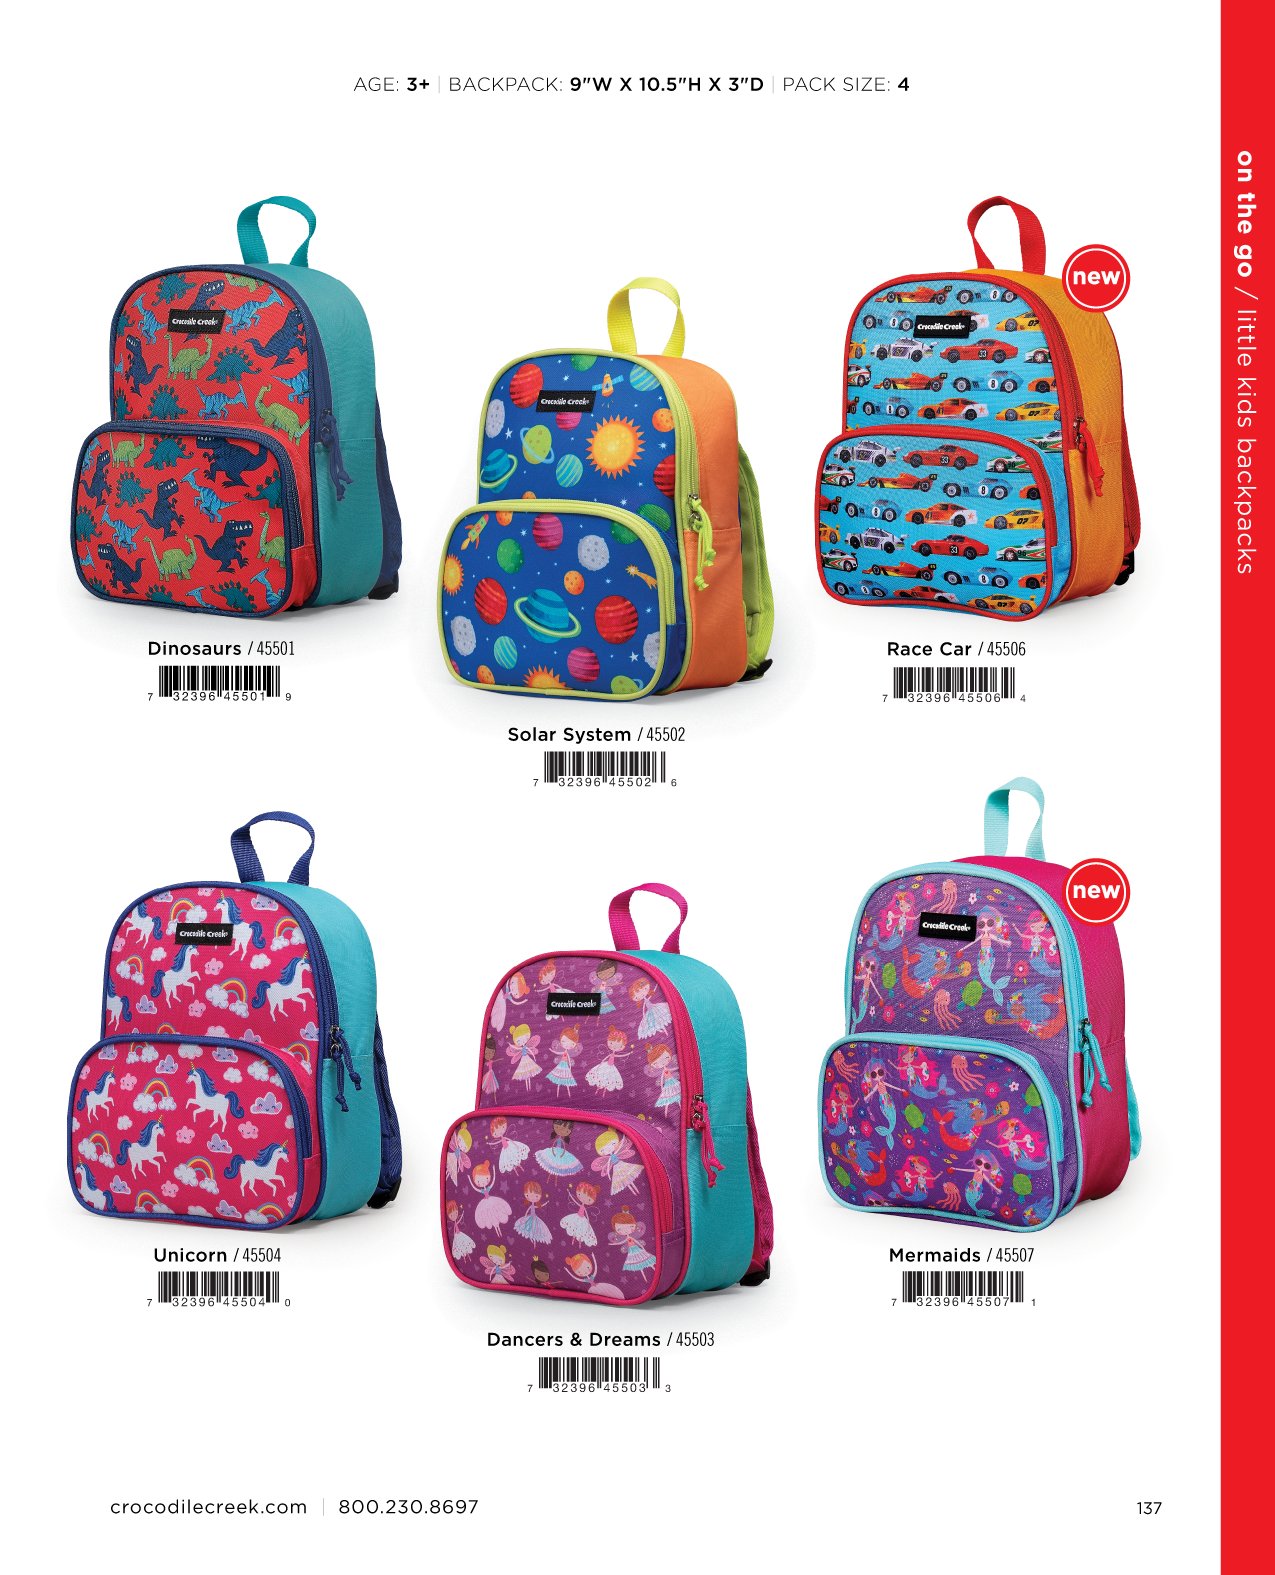 AGE: 3+ | BACKPACK: 9"W X 10.5"H X 3"D | PACK SIZE: 4
on the go / little kids backpacks
Crocodile Creek®
Dinosaurs / 45501
7 32396 45501 9
Crocodile Creek®
Solar System / 45502
7 32396 45502 6
new
Crocodile Creek®
Race Car / 45506
7 32396 45506 4
Crocodile Creek®
Unicorn / 45504
7 32396 45504 0
Crocodile Creek®
Dancers & Dreams / 45503
7 32396 45503 3
new
Crocodile Creek®
Mermaids / 45507
7 32396 45507 1
crocodilecreek.com | 800.230.8697
137